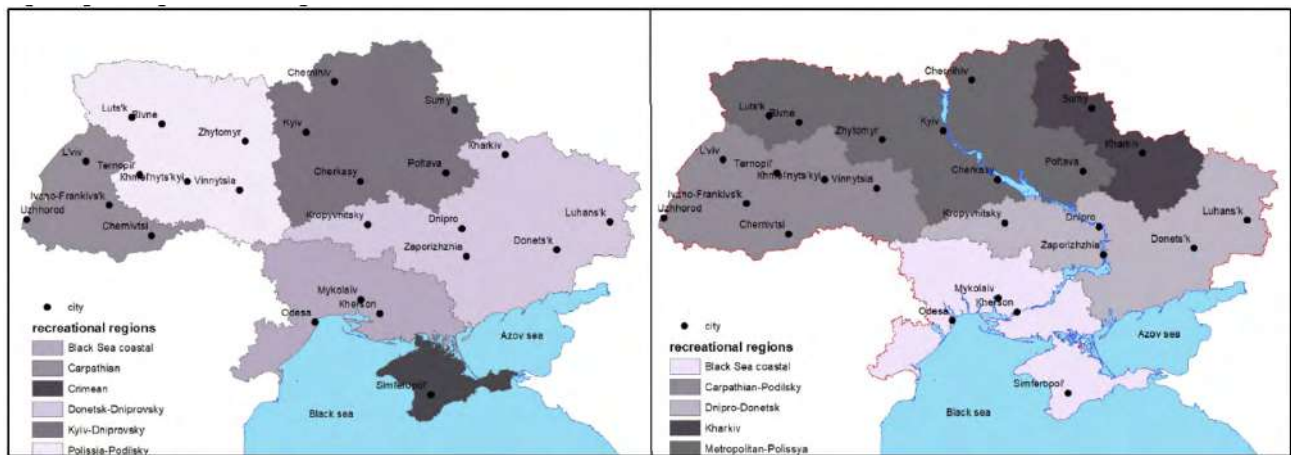 Chernihiv
Sumy
Luts'k
Rivne
Zhytomyr
Kyiv
L'viv
Ternopil'
Khmel'nyts'kyi
Vinnytsia
Cherkasy
Poltava
Kharkiv
Ivano-Frankivs'k
Uzhhorod
Chernivtsi
Kropyvnitsky
Dnipro
Luhans'k
Zaporizhzhia
Donets'k
Mykolaiv
Kherson
Odesa
Azov sea
Simferopol'
Black sea
city
recreational regions
Black Sea coastal
Carpathian
Crimean
Donetsk-Dniprovsky
Kyiv-Dniprovsky
Polissia-Podilsky
Chernihiv
Sumy
Luts'k
Rivne
Zhytomyr
Kyiv
Kharkiv
L'viv
Ternopil'
Khmel'nyts'kyi
Vinnytsia
Cherkasy
Poltava
Ivano-Frankivs'k
Uzhhorod
Chernivtsi
Kropyvnitsky
Dnipro
Luhans'k
Zaporizhzhia
Donets'k
Mykolaiv
Kherson
Odesa
Azov sea
Simferopol'
Black sea
city
recreational regions
Black Sea coastal
Carpathian-Podilsky
Dnipro-Donetsk
Kharkiv
Metropolitan-Polissya